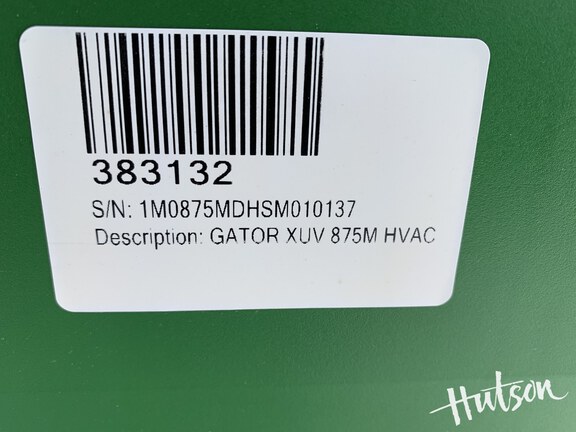 383132
S/N: 1M0875MDHSM010137
Description: GATOR XUV 875M HVAC
Hutson